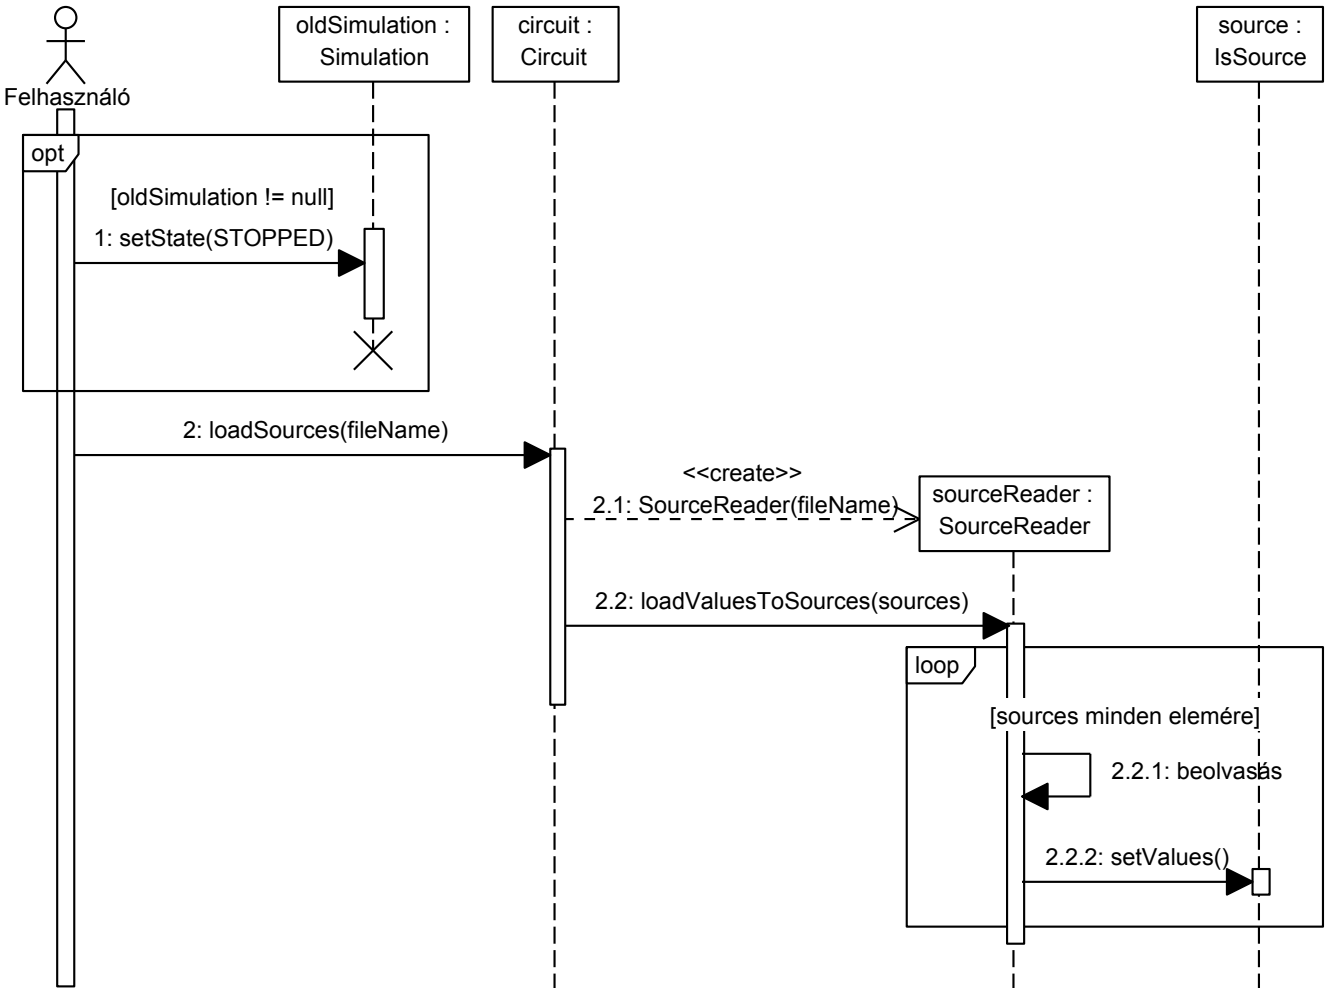 oldSimulation :
Simulation
circuit :
Circuit
source :
IsSource
Felhasználó
opt
[oldSimulation != null]
1: setState(STOPPED)
2: loadSources(fileName)
<<create>>
2.1: SourceReader(fileName)
sourceReader :
SourceReader
2.2: loadValuesToSources(sources)
loop
[sources minden elemére]
2.2.1: beolvasás
2.2.2: setValues()